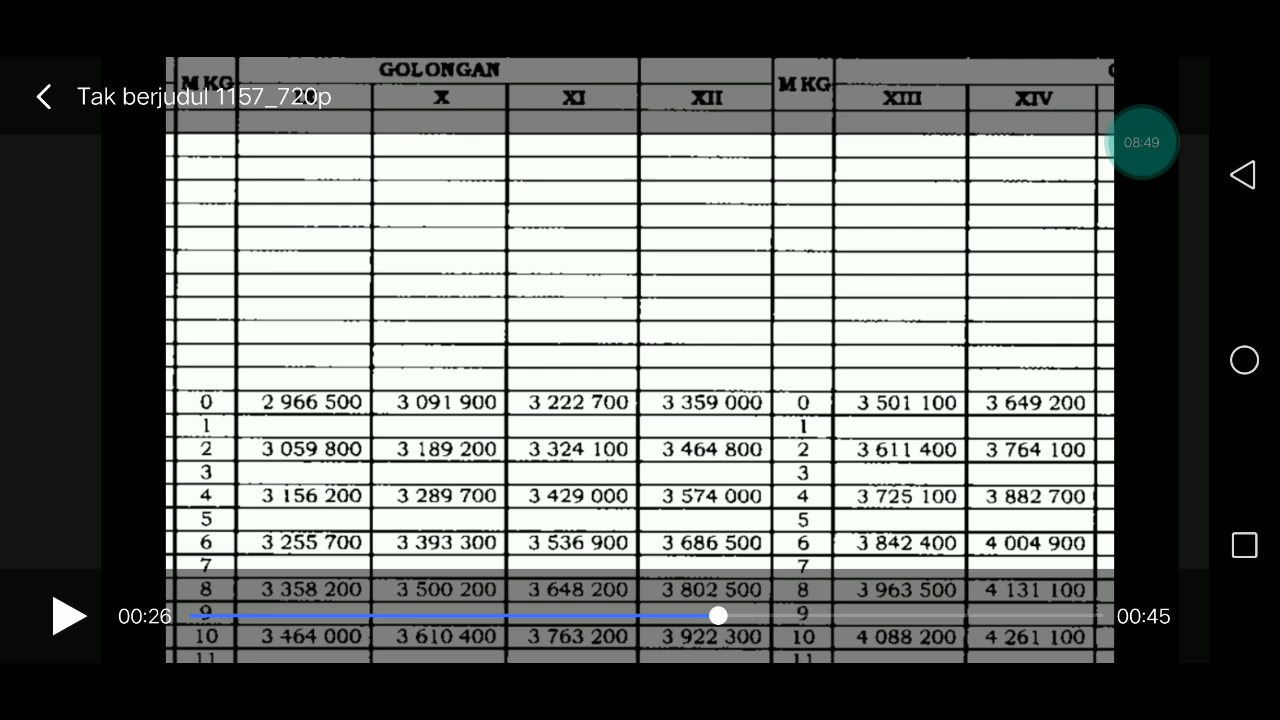 GOLONGAN
M KG M KG
Tak berjudul 1157_720p
X XI XII XIII XIV
08:49
0 2 966 500 3 091 900 3 222 700 3 359 000 0 3 501 100 3 649 200
1 1
2 3 059 800 3 189 200 3 324 100 3 464 800 2 3 611 400 3 764 100
3 3
4 3 156 200 3 289 700 3 429 000 3 574 000 4 3 725 100 3 882 700
5 5
6 3 255 700 3 393 300 3 536 900 3 686 500 6 3 842 400 4 004 900
7 7
8 3 358 200 3 500 200 3 648 200 3 802 500 8 3 963 500 4 131 100
00:26 9 9 00:45
10 3 464 000 3 610 400 3 763 200 3 922 300 10 4 088 200 4 261 100
11 11